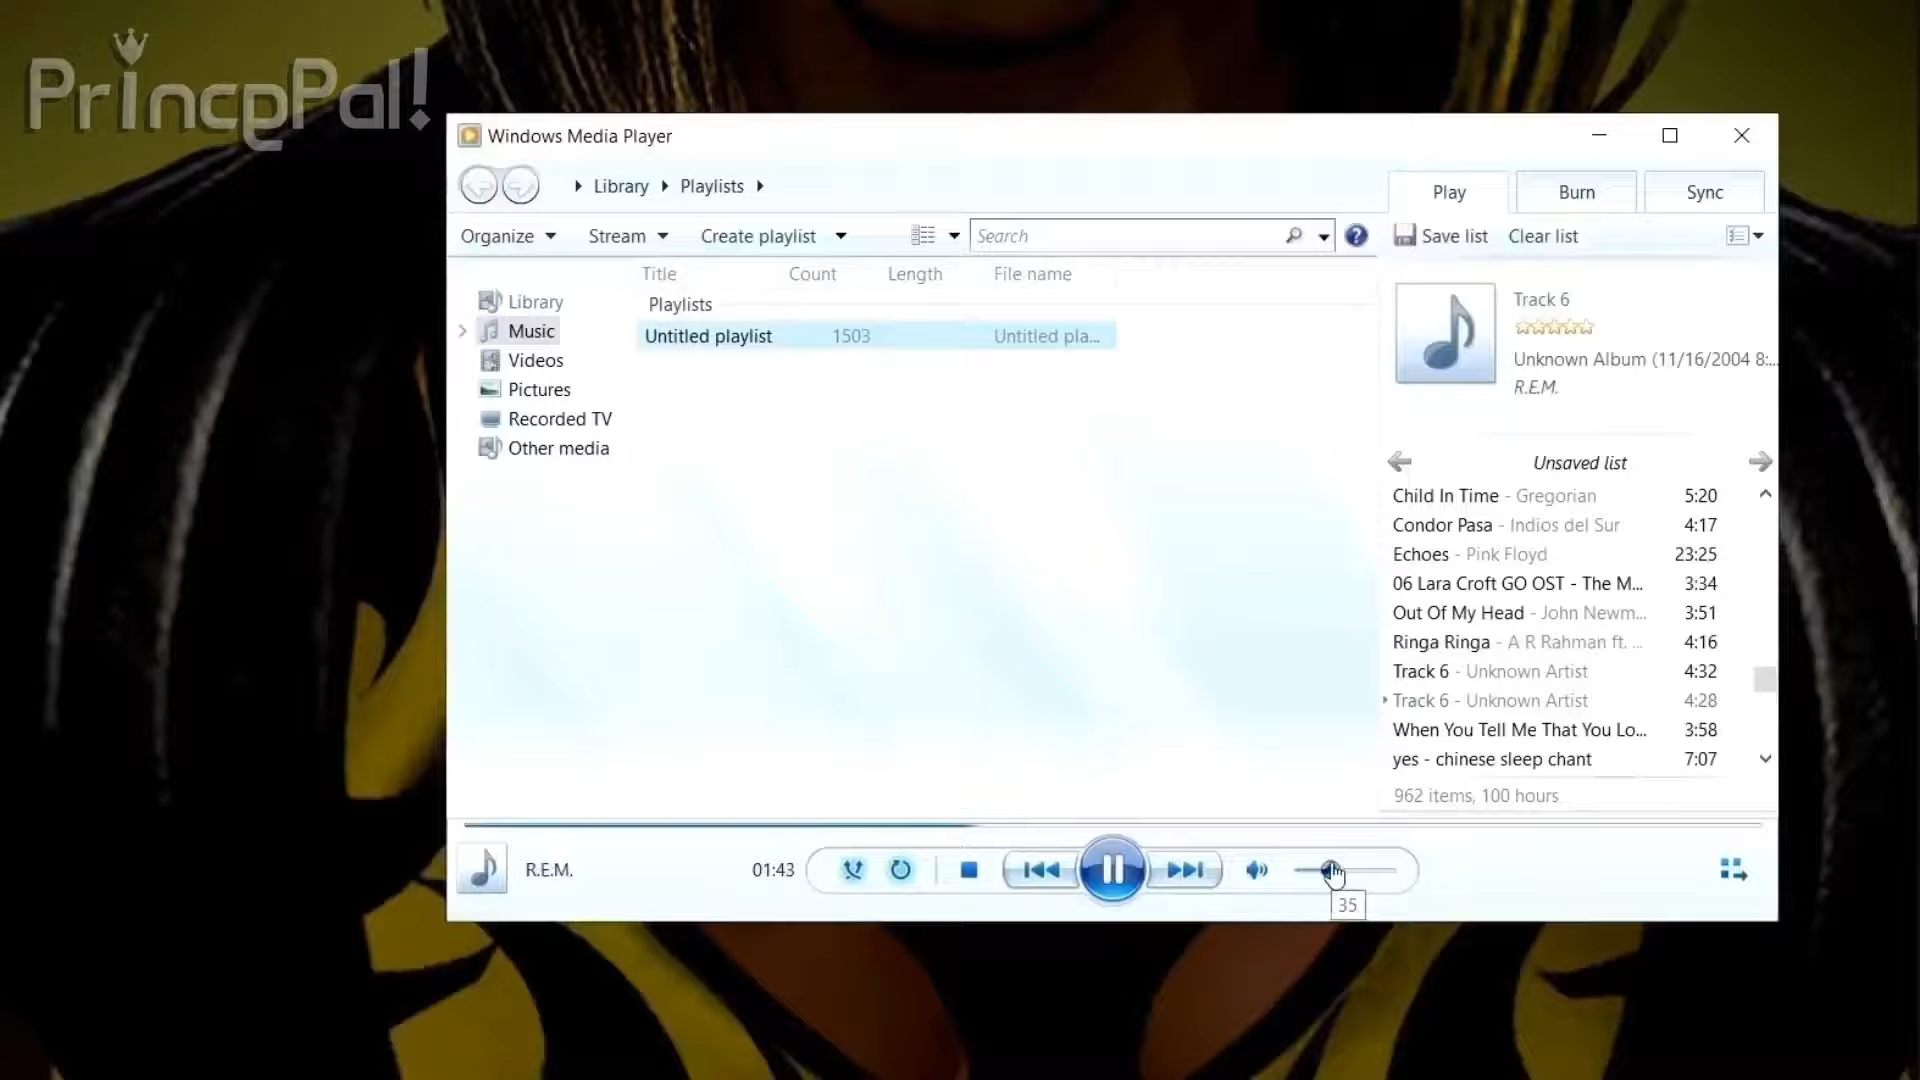 PrIncpPal!
Windows Media Player
Library Playlists
Play Burn Sync
Organize Stream Create playlist Search ? Save list Clear list
Title Count Length File name
Library
Music
Videos
Pictures
Recorded TV
Other media
Playlists
Untitled playlist 1503 Untitled pla...
Track 6
Unknown Album (11/16/2004 8:...
R.E.M.
Unsaved list
Child In Time - Gregorian 5:20
Condor Pasa - Indios del Sur 4:17
Echoes - Pink Floyd 23:25
06 Lara Croft GO OST - The M... 3:34
Out Of My Head - John Newm... 3:51
Ringa Ringa - A R Rahman ft. ... 4:16
Track 6 - Unknown Artist 4:32
Track 6 - Unknown Artist 4:28
When You Tell Me That You Lo... 3:58
yes - chinese sleep chant 7:07
962 items, 100 hours
R.E.M. 01:43
35